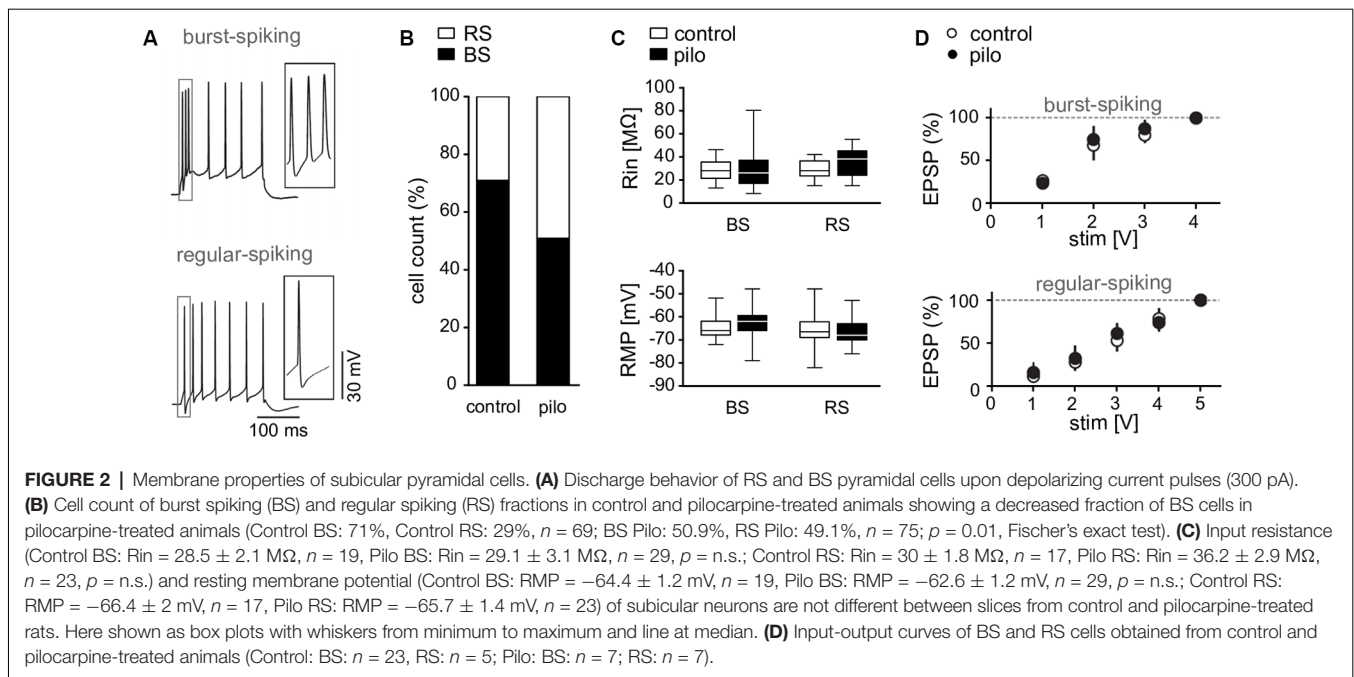 A
burst-spiking
regular-spiking
30 mV
100 ms
B
RS
BS
cell count (%)
100
80
60
40
20
0
control
pilo
C
control
pilo
Rin [MΩ]
100
80
60
40
20
0
BS
RS
RMP [mV]
-40
-50
-60
-70
-80
-90
BS
RS
D
control
pilo
burst-spiking
EPSP (%)
100
50
0
0 1 2 3 4
stim [V]
regular-spiking
EPSP (%)
100
50
0
0 1 2 3 4 5
stim [V]
FIGURE 2 | Membrane properties of subicular pyramidal cells. (A) Discharge behavior of RS and BS pyramidal cells upon depolarizing current pulses (300 pA).
(B) Cell count of burst spiking (BS) and regular spiking (RS) fractions in control and pilocarpine-treated animals showing a decreased fraction of BS cells in
pilocarpine-treated animals (Control BS: 71%, Control RS: 29%, n = 69; BS Pilo: 50.9%, RS Pilo: 49.1%, n = 75; p = 0.01, Fischer's exact test). (C) Input resistance
(Control BS: Rin = 28.5 ± 2.1 MΩ, n = 19, Pilo BS: Rin = 29.1 ± 3.1 MΩ, n = 29, p = n.s.; Control RS: Rin = 30 ± 1.8 MΩ, n = 17, Pilo RS: Rin = 36.2 ± 2.9 MΩ,
n = 23, p = n.s.) and resting membrane potential (Control BS: RMP = −64.4 ± 1.2 mV, n = 19, Pilo BS: RMP = −62.6 ± 1.2 mV, n = 29, p = n.s.; Control RS:
RMP = −66.4 ± 2 mV, n = 17, Pilo RS: RMP = −65.7 ± 1.4 mV, n = 23) of subicular neurons are not different between slices from control and pilocarpine-treated
rats. Here shown as box plots with whiskers from minimum to maximum and line at median. (D) Input-output curves of BS and RS cells obtained from control and
pilocarpine-treated animals (Control: BS: n = 23, RS: n = 5; Pilo: BS: n = 7; RS: n = 7).